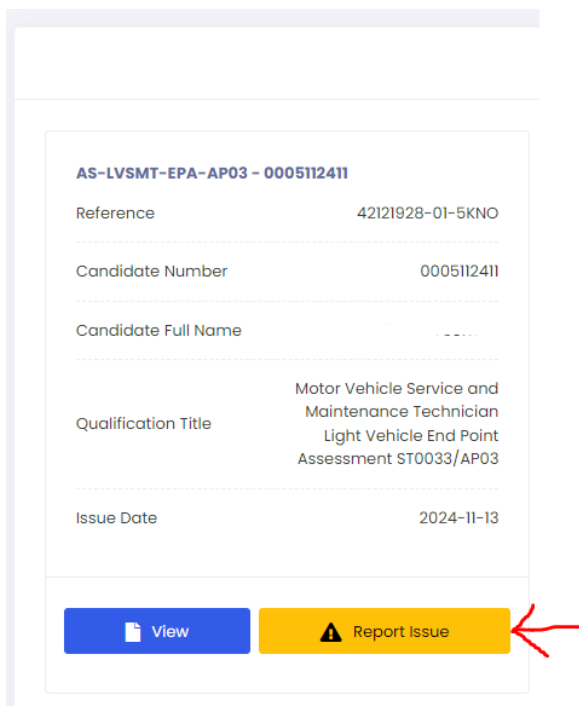 AS-LVSMT-EPA-AP03 - 0005112411
Reference 42121928-01-5KNO
Candidate Number 0005112411
Candidate Full Name
Motor Vehicle Service and
Maintenance Technician
Qualification Title
Light Vehicle End Point
Assessment ST0033/AP03
Issue Date 2024-11-13
View Report Issue